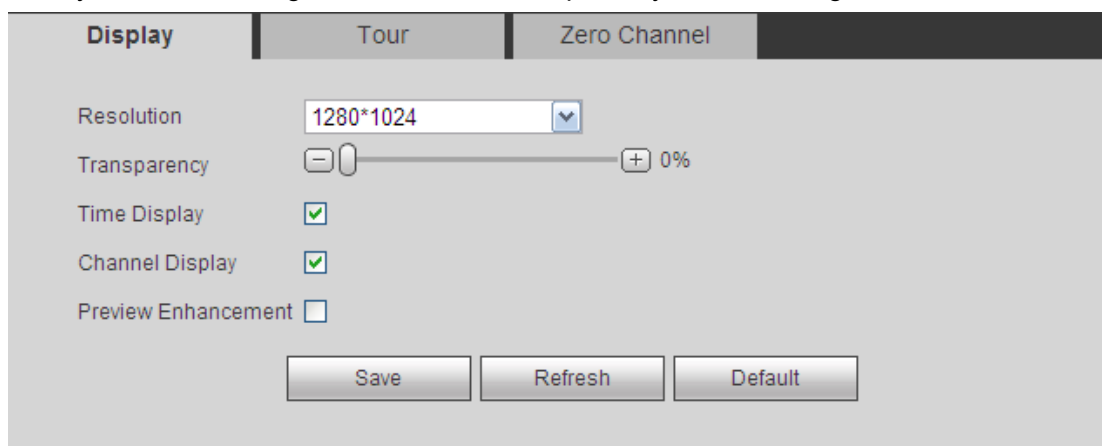 Display Tour Zero Channel
Resolution 1280*1024
Transparency 0%
Time Display
Channel Display
Preview Enhancement
Save Refresh Default